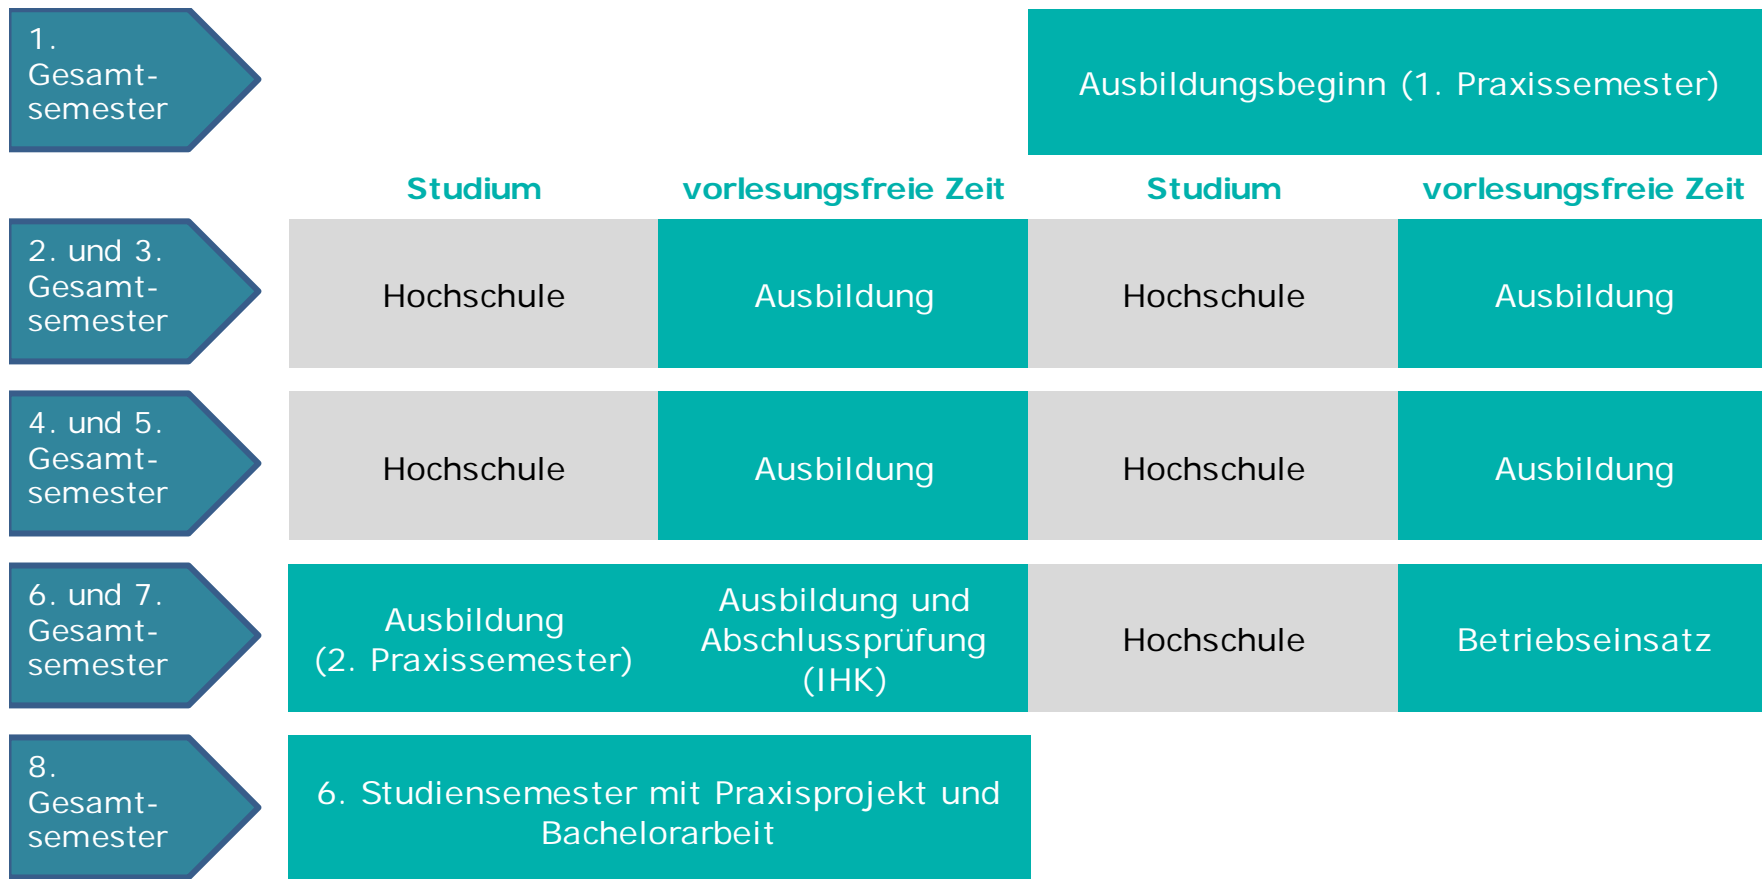 1.
Gesamt-
semester
Ausbildungsbeginn (1. Praxissemester)
Studium
vorlesungsfreie Zeit
Studium
vorlesungsfreie Zeit
2. und 3.
Gesamt-
semester
Hochschule
Ausbildung
Hochschule
Ausbildung
4. und 5.
Gesamt-
semester
Hochschule
Ausbildung
Hochschule
Ausbildung
6. und 7.
Gesamt-
semester
Ausbildung
(2. Praxissemester)
Ausbildung und
Abschlussprüfung
(IHK)
Hochschule
Betriebseinsatz
8.
Gesamt-
semester
6. Studiensemester mit Praxisprojekt und
Bachelorarbeit